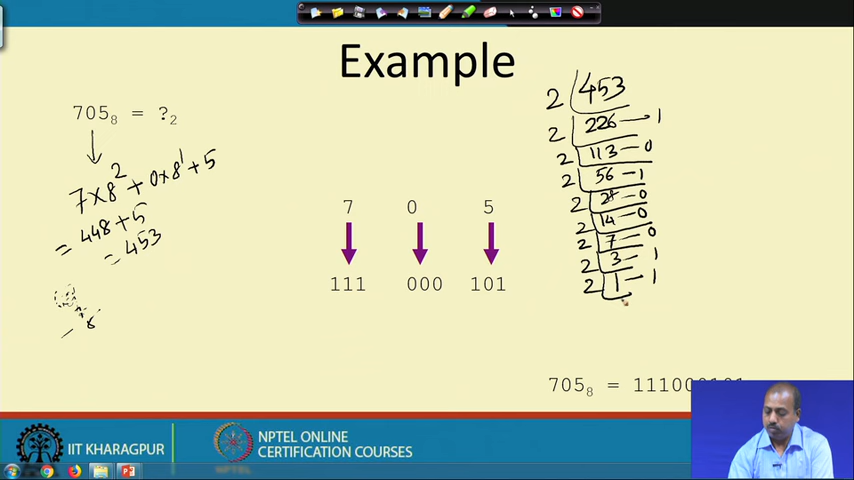 Example
705₈ = ?₂
7×8² + 0×8¹ + 5
= 448 + 5
= 453
7 0 5
111 000 101
2 453
2 226 — 1
2 113 — 0
2 56 — 1
2 28 — 0
2 14 — 0
2 7 — 0
2 3 — 1
2 1 — 1
705₈ =
IIT KHARAGPUR
NPTEL ONLINE
CERTIFICATION COURSES
NPTEL